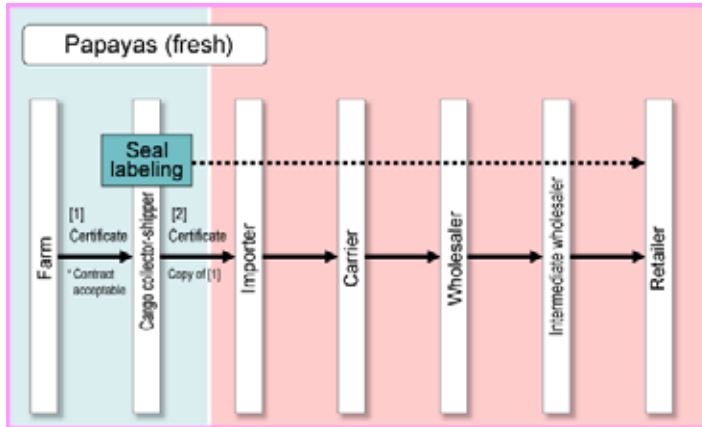 Papayas (fresh)
Seal
labeling
[1]
Certificate
* Contract
acceptable
[2]
Certificate
Copy of [1]
Farm
Cargo collector-shipper
Importer
Carrier
Wholesaler
Intermediate wholesaler
Retailer